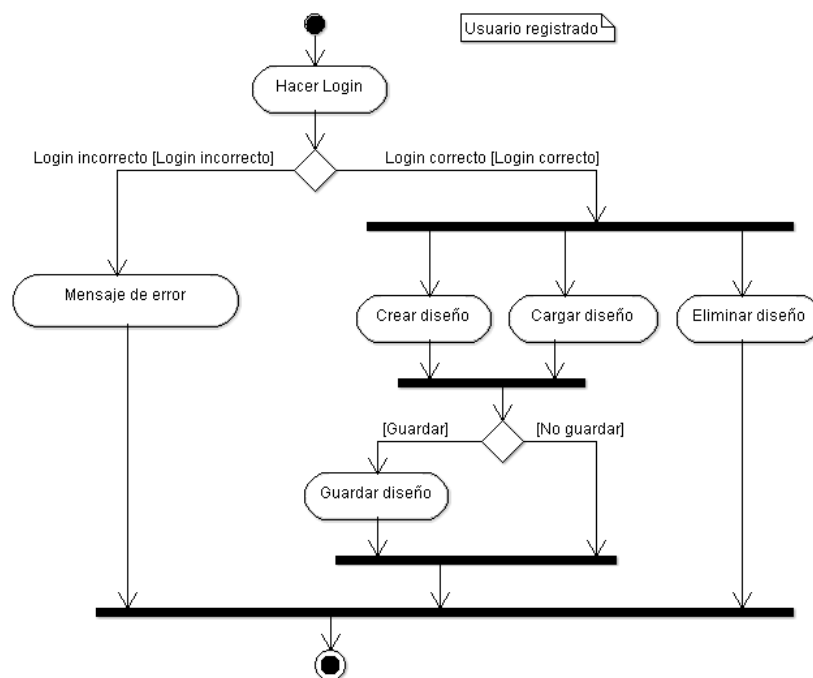 Usuario registrado
Hacer Login
Login incorrecto [Login incorrecto]
Login correcto [Login correcto]
Mensaje de error
Crear diseño
Cargar diseño
Eliminar diseño
[Guardar]
[No guardar]
Guardar diseño